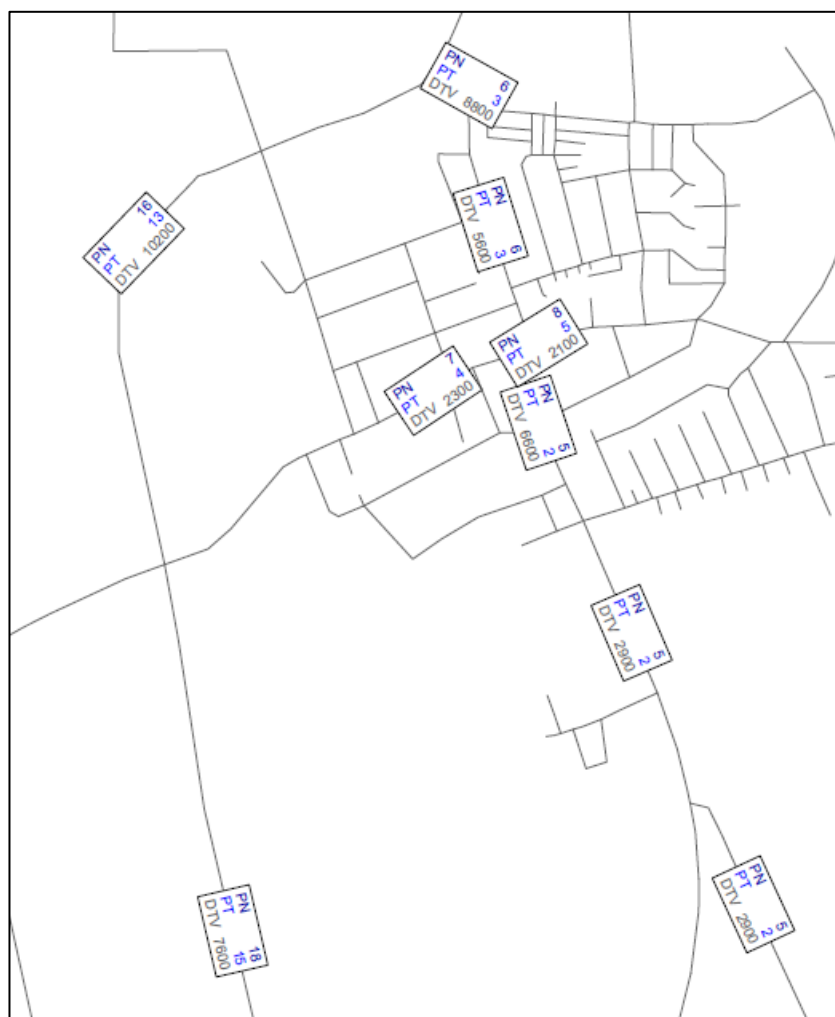 PN 6
PT 3
DTV 8800
PN 16
PT 13
DTV 10200
PN 6
PT 3
DTV 5600
PN 8
PT 5
DTV 2100
PN 7
PT 4
DTV 2300
PN 5
PT 2
DTV 6600
PN 5
PT 2
DTV 2900
PN 18
PT 15
DTV 7600
PN 5
PT 2
DTV 2900